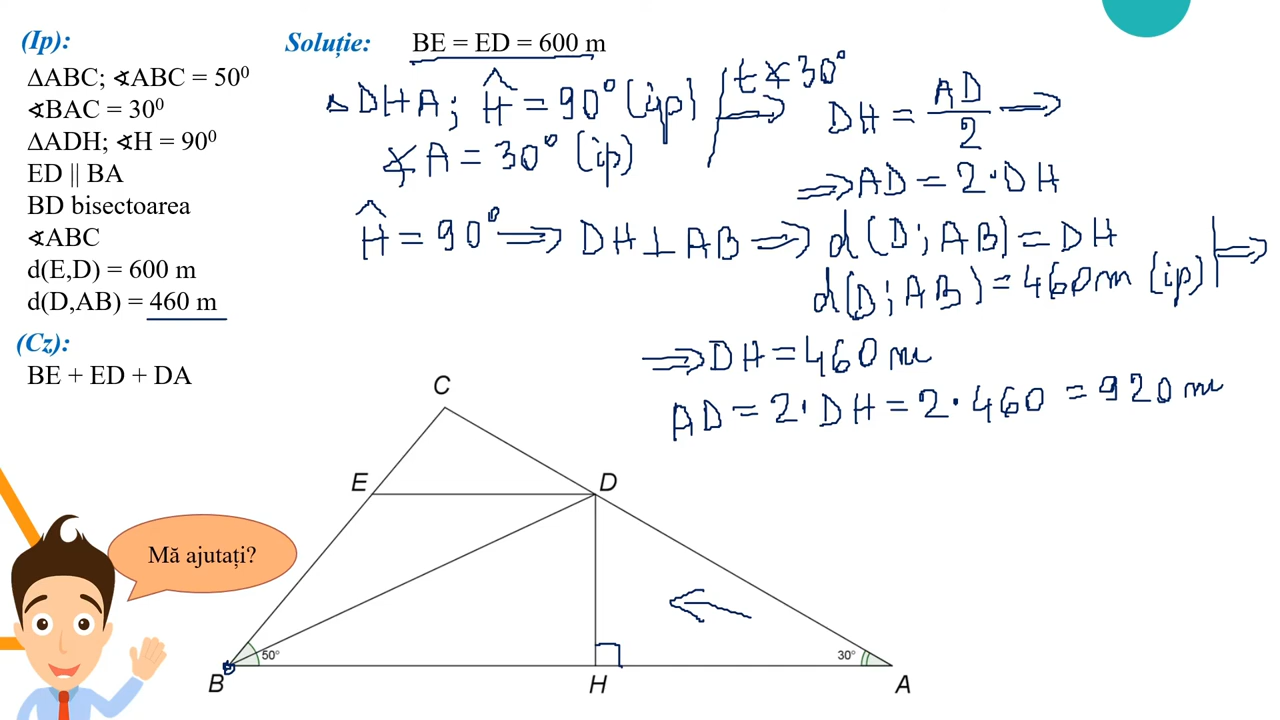 (Ip):
ΔABC; ∢ABC = 50⁰
∢BAC = 30⁰
ΔADH; ∢H = 90⁰
ED || BA
BD bisectoarea
∢ABC
d(E,D) = 600 m
d(D,AB) = 460 m
(Cz):
BE + ED + DA
Soluție: BE = ED = 600 m
ΔDHA; Ĥ = 90° (ip) | t∢30° ⟹ DH = AD/2 ⟹
∢A = 30° (ip)
⟹ AD = 2·DH
Ĥ = 90° ⟹ DH⊥AB ⟹ d(D;AB) = DH
d(D;AB) = 460m (ip) | ⟹
⟹ DH = 460 m
AD = 2·DH = 2·460 = 920 m
Mă ajutați?
C
E
D
50°
30°
B
H
A